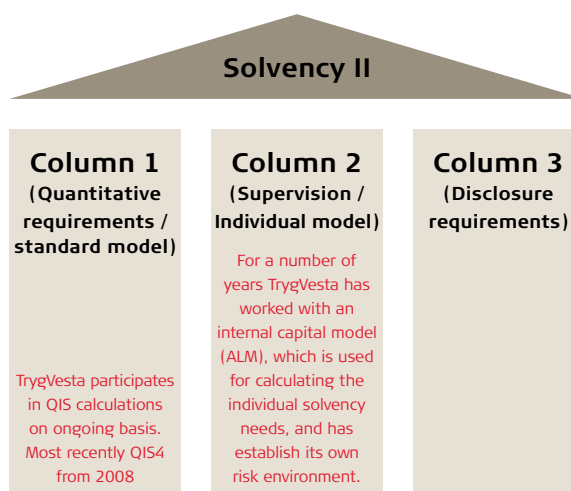 Solvency II
Column 1
(Quantitative
requirements /
standard model)
TrygVesta participates
in QIS calculations
on ongoing basis.
Most recently QIS4
from 2008
Column 2
(Supervision /
Individual model)
For a number of
years TrygVesta has
worked with an
internal capital model
(ALM), which is used
for calculating the
individual solvency
needs, and has
establish its own
risk environment.
Column 3
(Disclosure
requirements)